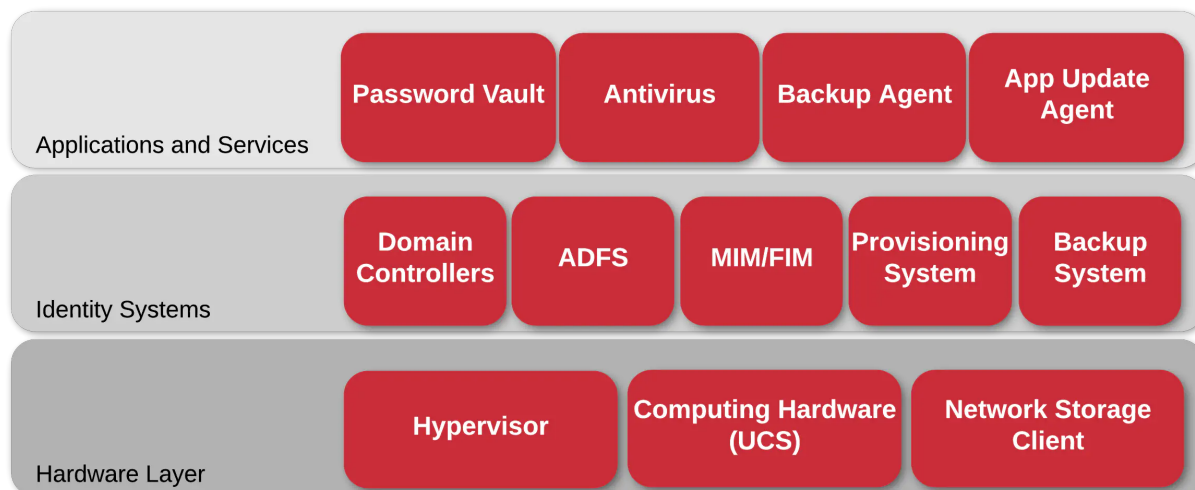 Password Vault
Antivirus
Backup Agent
App Update
Agent
Applications and Services
Domain
Controllers
ADFS
MIM/FIM
Provisioning
System
Backup
System
Identity Systems
Hypervisor
Computing Hardware
(UCS)
Network Storage
Client
Hardware Layer